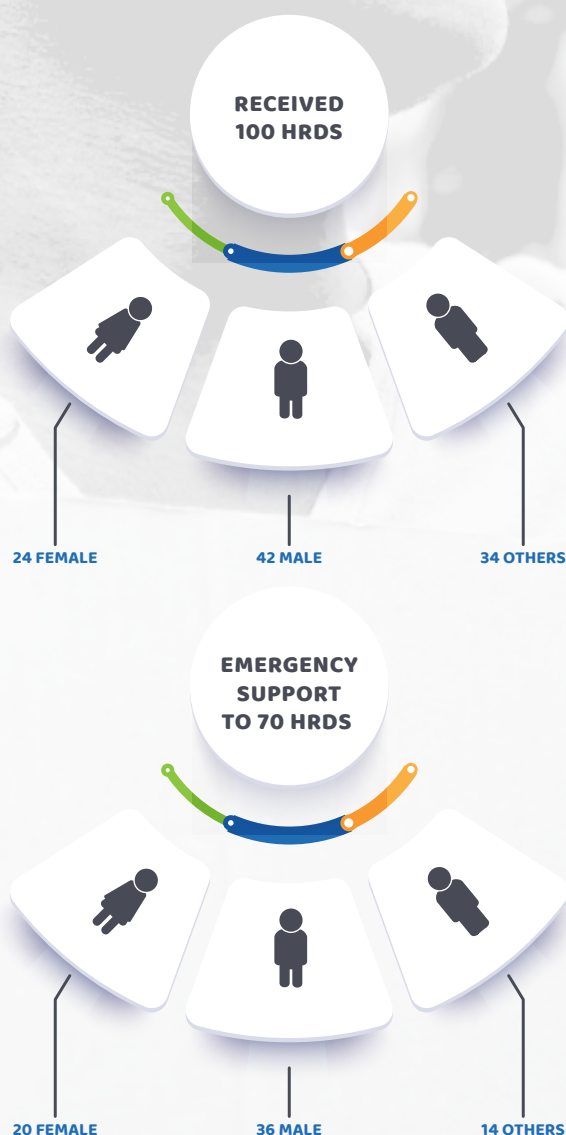 RECEIVED
100 HRDS
24 FEMALE
42 MALE
34 OTHERS
EMERGENCY
SUPPORT
TO 70 HRDS
20 FEMALE
36 MALE
14 OTHERS